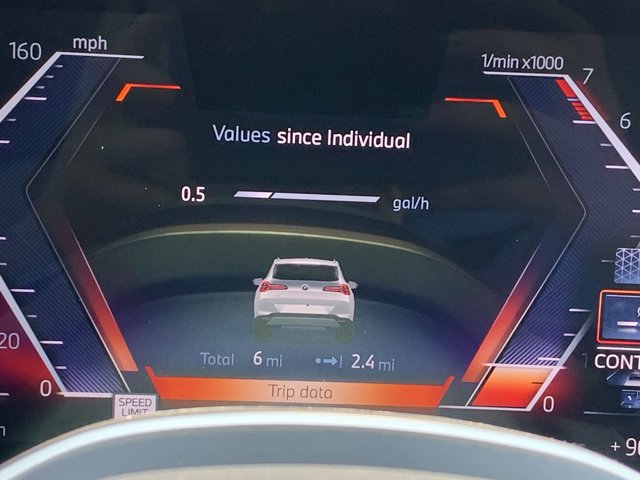 160 mph
1/min x1000 7
6
Values since Individual
0.5 gal/h
Total 6 mi 2.4 mi
20
Trip data
0
1
0
SPEED
LIMIT
CONT
+